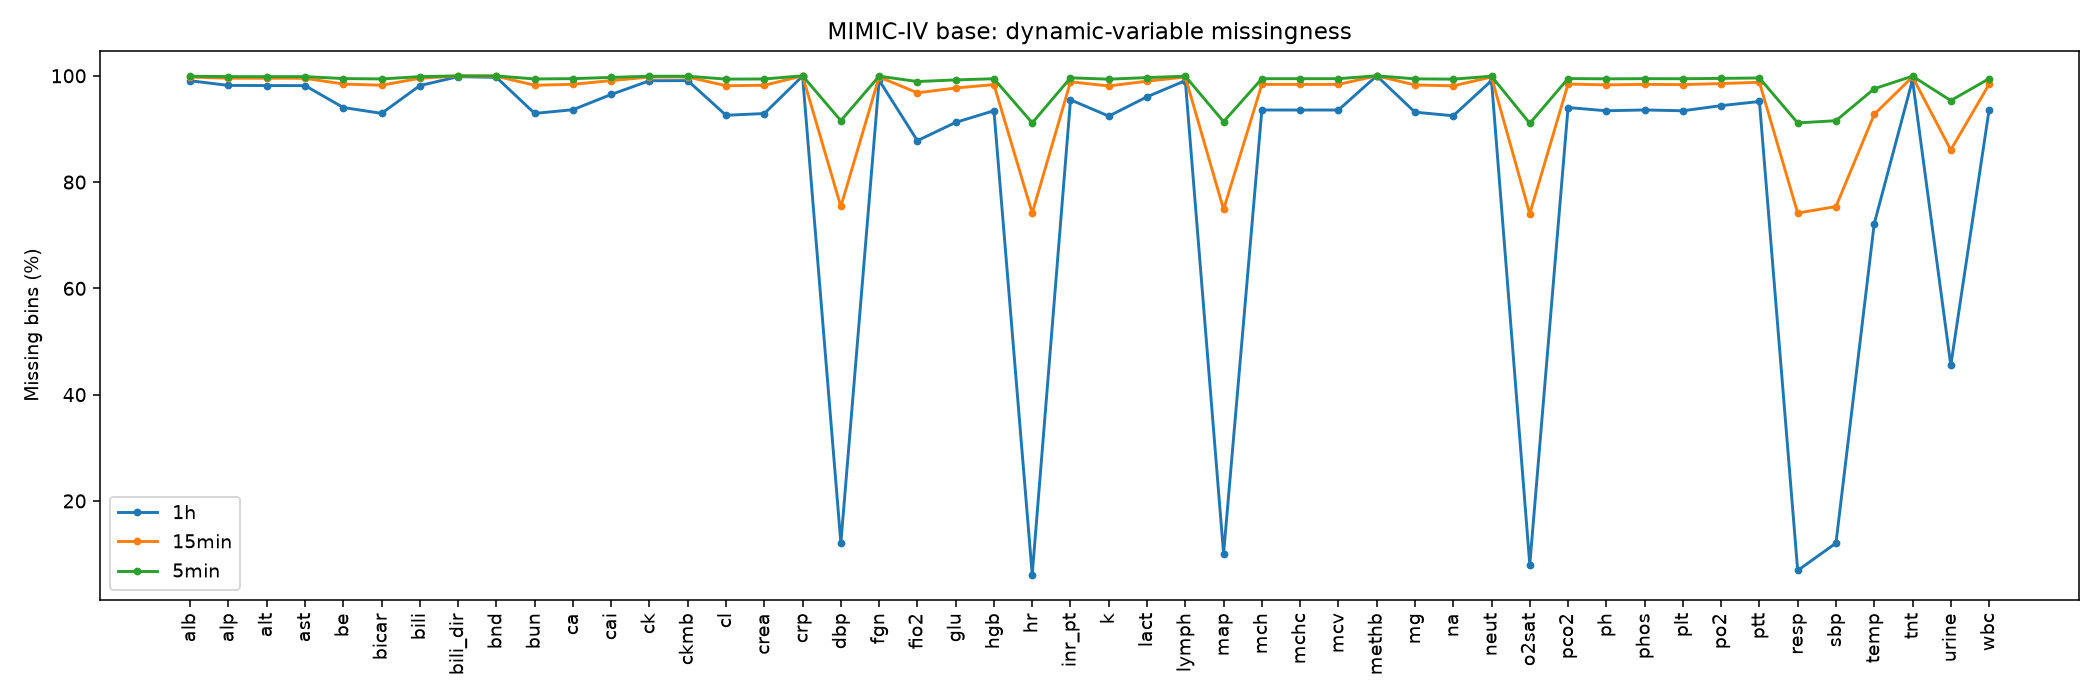 MIMIC-IV base: dynamic-variable missingness
Missing bins (%)
100
80
60
40
20
1h
15min
5min
alb
alp
alt
ast
be
bicar
bili
bili_dir
bnd
bun
ca
cai
ck
ckmb
cl
crea
crp
dbp
fgn
fio2
glu
hgb
hr
inr_pt
k
lact
lymph
map
mch
mchc
mcv
methb
mg
na
neut
o2sat
pco2
ph
phos
plt
po2
ptt
resp
sbp
temp
tnt
urine
wbc